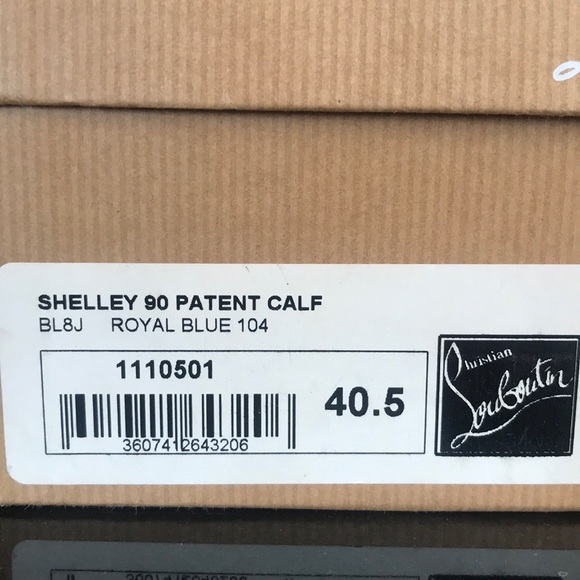 SHELLEY 90 PATENT CALF
BL8J ROYAL BLUE 104
1110501
40.5
3607412643206
Christian
Louboutin